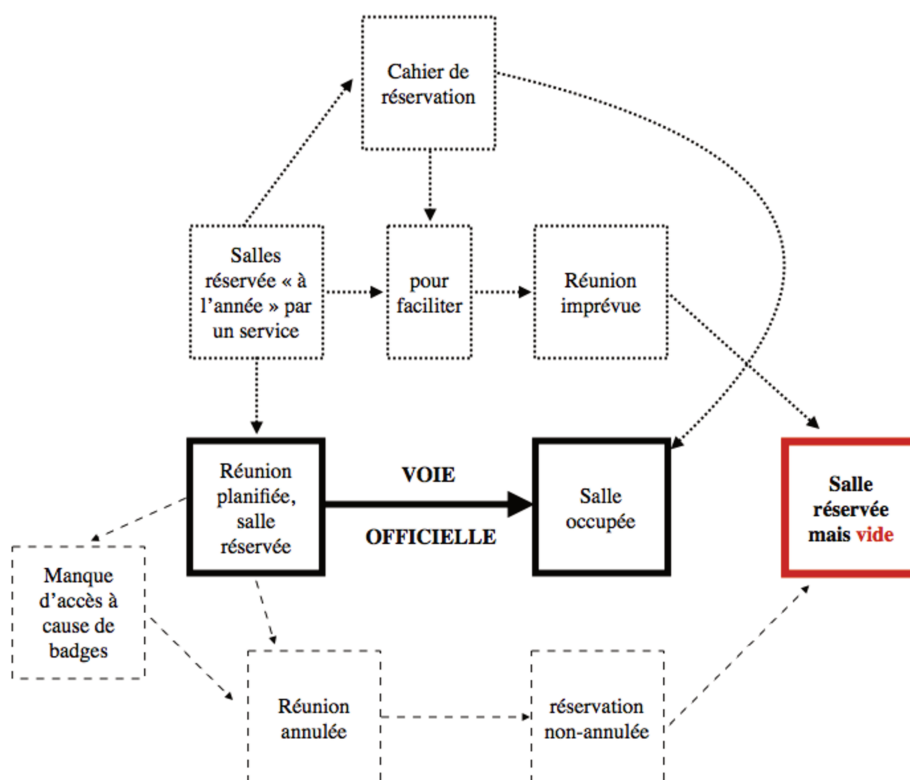 Cahier de
réservation
Salles
réservée « à
l’année » par
un service
pour
faciliter
Réunion
imprévue
Réunion
planifiée,
salle
réservée
VOIE
OFFICIELLE
Salle
occupée
Salle
réservée
mais vide
Manque
d’accès à
cause de
badges
Réunion
annulée
réservation
non-annulée